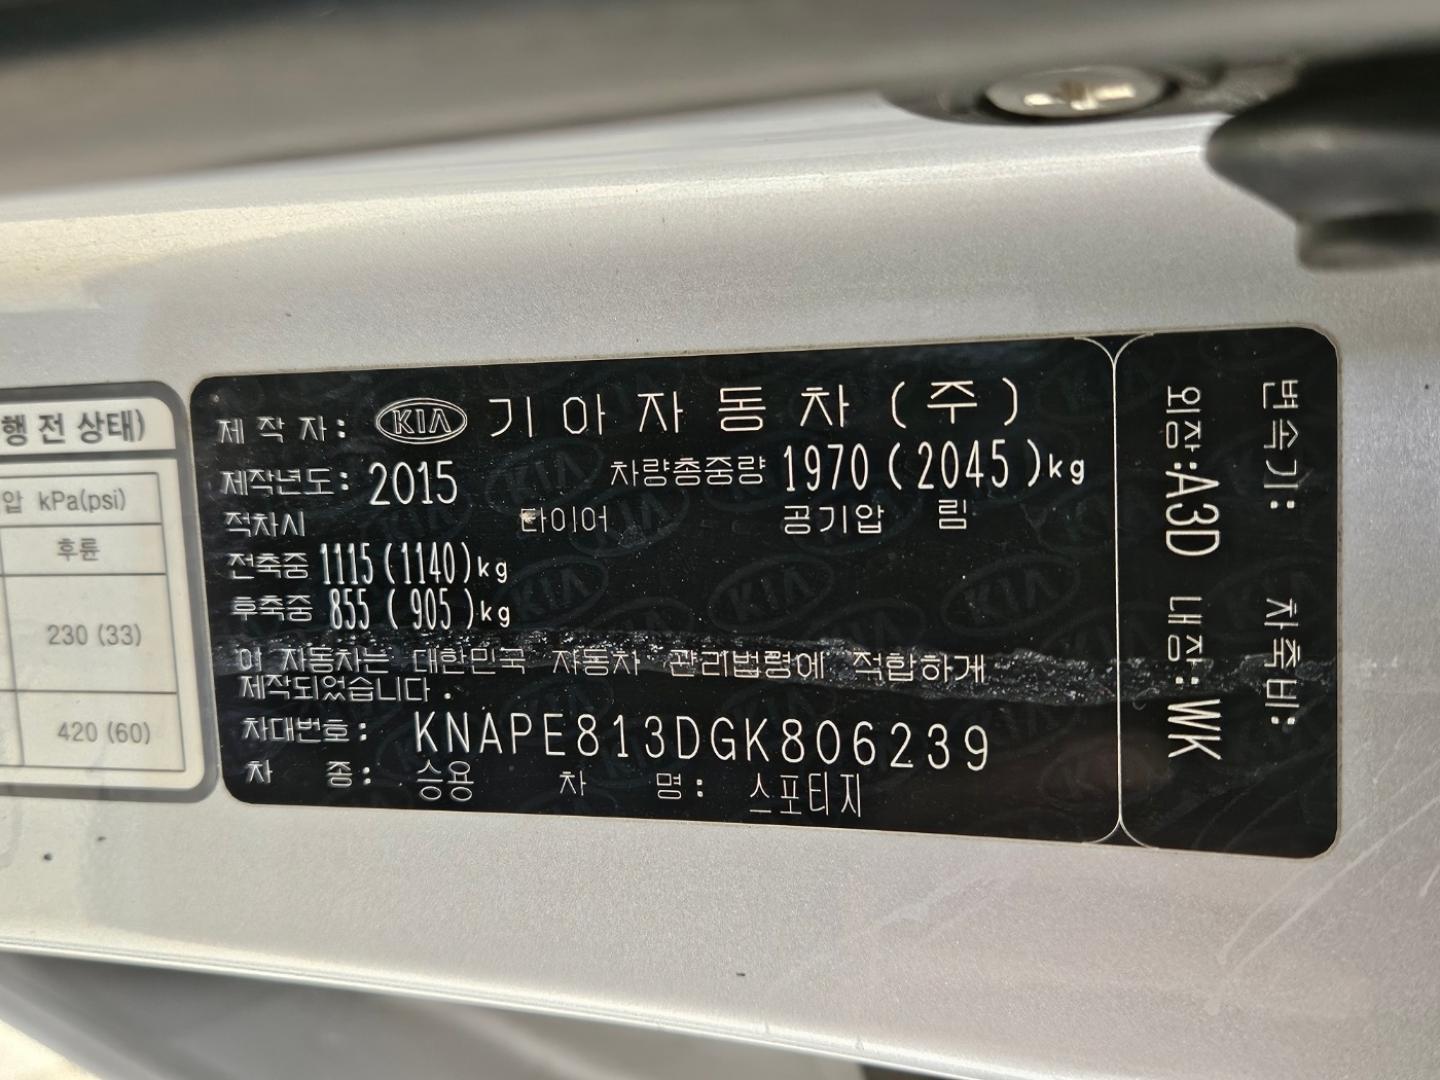 행 전 상태)
압 kPa(psi)
후륜
230 (33)
420 (60)
제 작 자: KIA 기아자동차(주)
제작년도: 2015 차량총중량 1970(2045)kg
적차시 타이어 공기압 림
전축중 1115(1140)kg
후축중 855 (905)kg
이 자동차는 대한민국 자동차 관리법령에 적합하게
제작되었습니다.
차대번호: KNAPE813DGK806239
차 종: 승용 차 명: 스포티지
변속기: 차축비:
외장:A3D 내장:WK